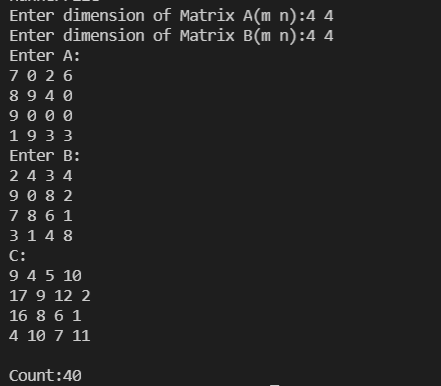 Enter dimension of Matrix A(m n):4 4
Enter dimension of Matrix B(m n):4 4
Enter A:
7 0 2 6
8 9 4 0
9 0 0 0
1 9 3 3
Enter B:
2 4 3 4
9 0 8 2
7 8 6 1
3 1 4 8
C:
9 4 5 10
17 9 12 2
16 8 6 1
4 10 7 11
Count:40